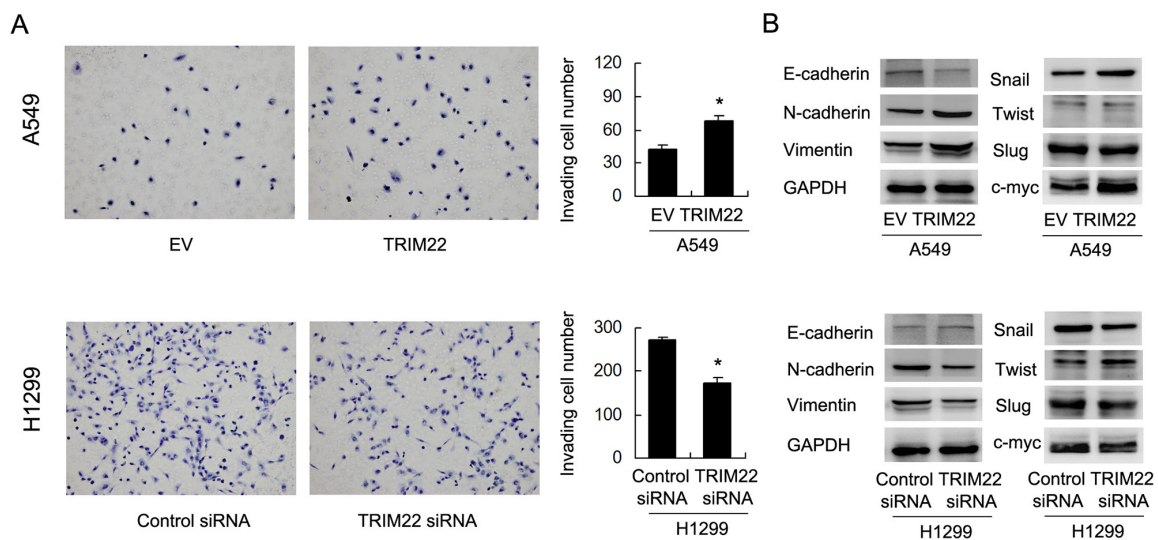 A
B
A549
EV
TRIM22
Invading cell number
120
90
60
30
0
*
EV TRIM22
A549
E-cadherin
N-cadherin
Vimentin
GAPDH
EV TRIM22
A549
Snail
Twist
Slug
c-myc
EV TRIM22
A549
H1299
Control siRNA
TRIM22 siRNA
Invading cell number
300
200
100
0
*
Control TRIM22
siRNA siRNA
H1299
E-cadherin
N-cadherin
Vimentin
GAPDH
Control TRIM22
siRNA siRNA
H1299
Snail
Twist
Slug
c-myc
Control TRIM22
siRNA siRNA
H1299